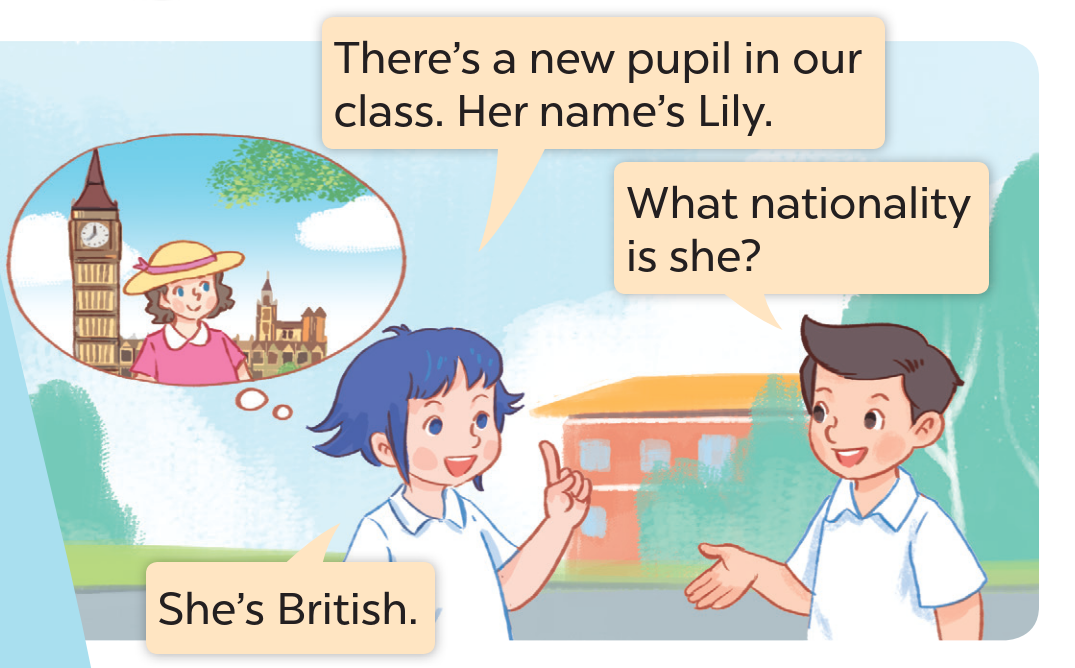 There’s a new pupil in our
class. Her name’s Lily.
What nationality
is she?
She’s British.